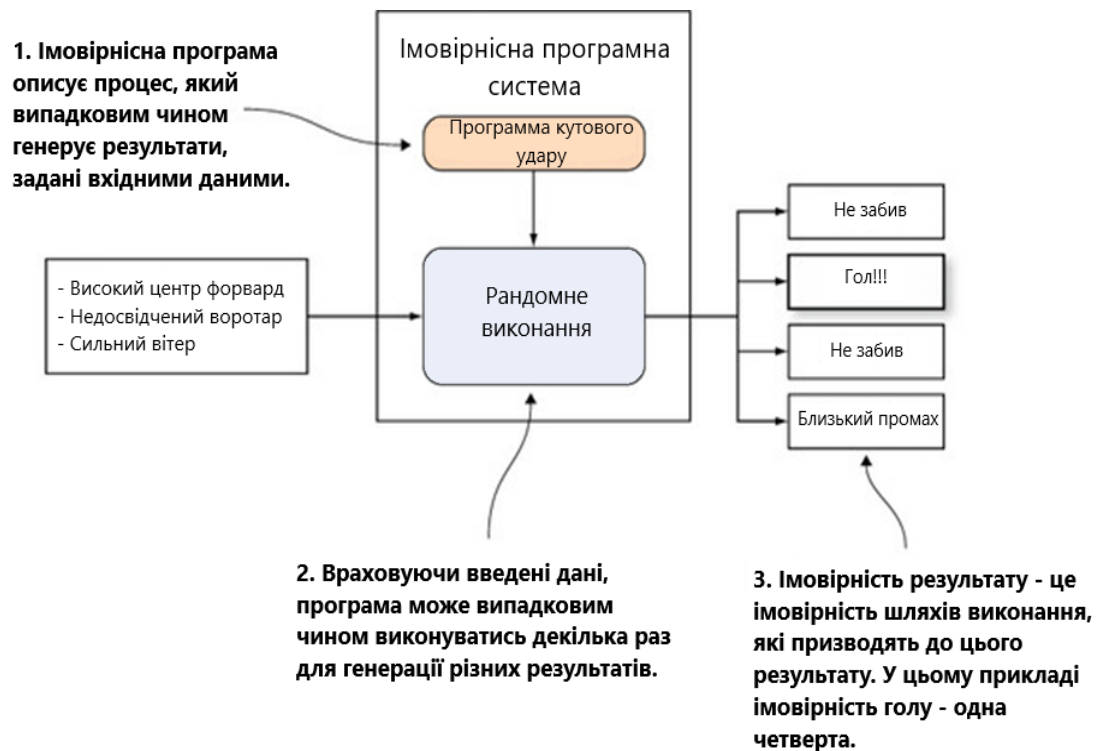 1. Імовірнісна програма
описує процес, який
випадковим чином
генерує результати,
задані вхідними даними.
Імовірнісна програмна
система
Программа кутового
удару
- Високий центр форвард
- Недосвідчений воротар
- Сильний вітер
Рандомне
виконання
Не забив
Гол!!!
Не забив
Близький промах
2. Враховуючи введені дані,
програма може випадковим
чином виконуватись декілька раз
для генерації різних результатів.
3. Імовірність результату - це
імовірність шляхів виконання,
які призводять до цього
результату. У цьому прикладі
імовірність голу - одна
четверта.